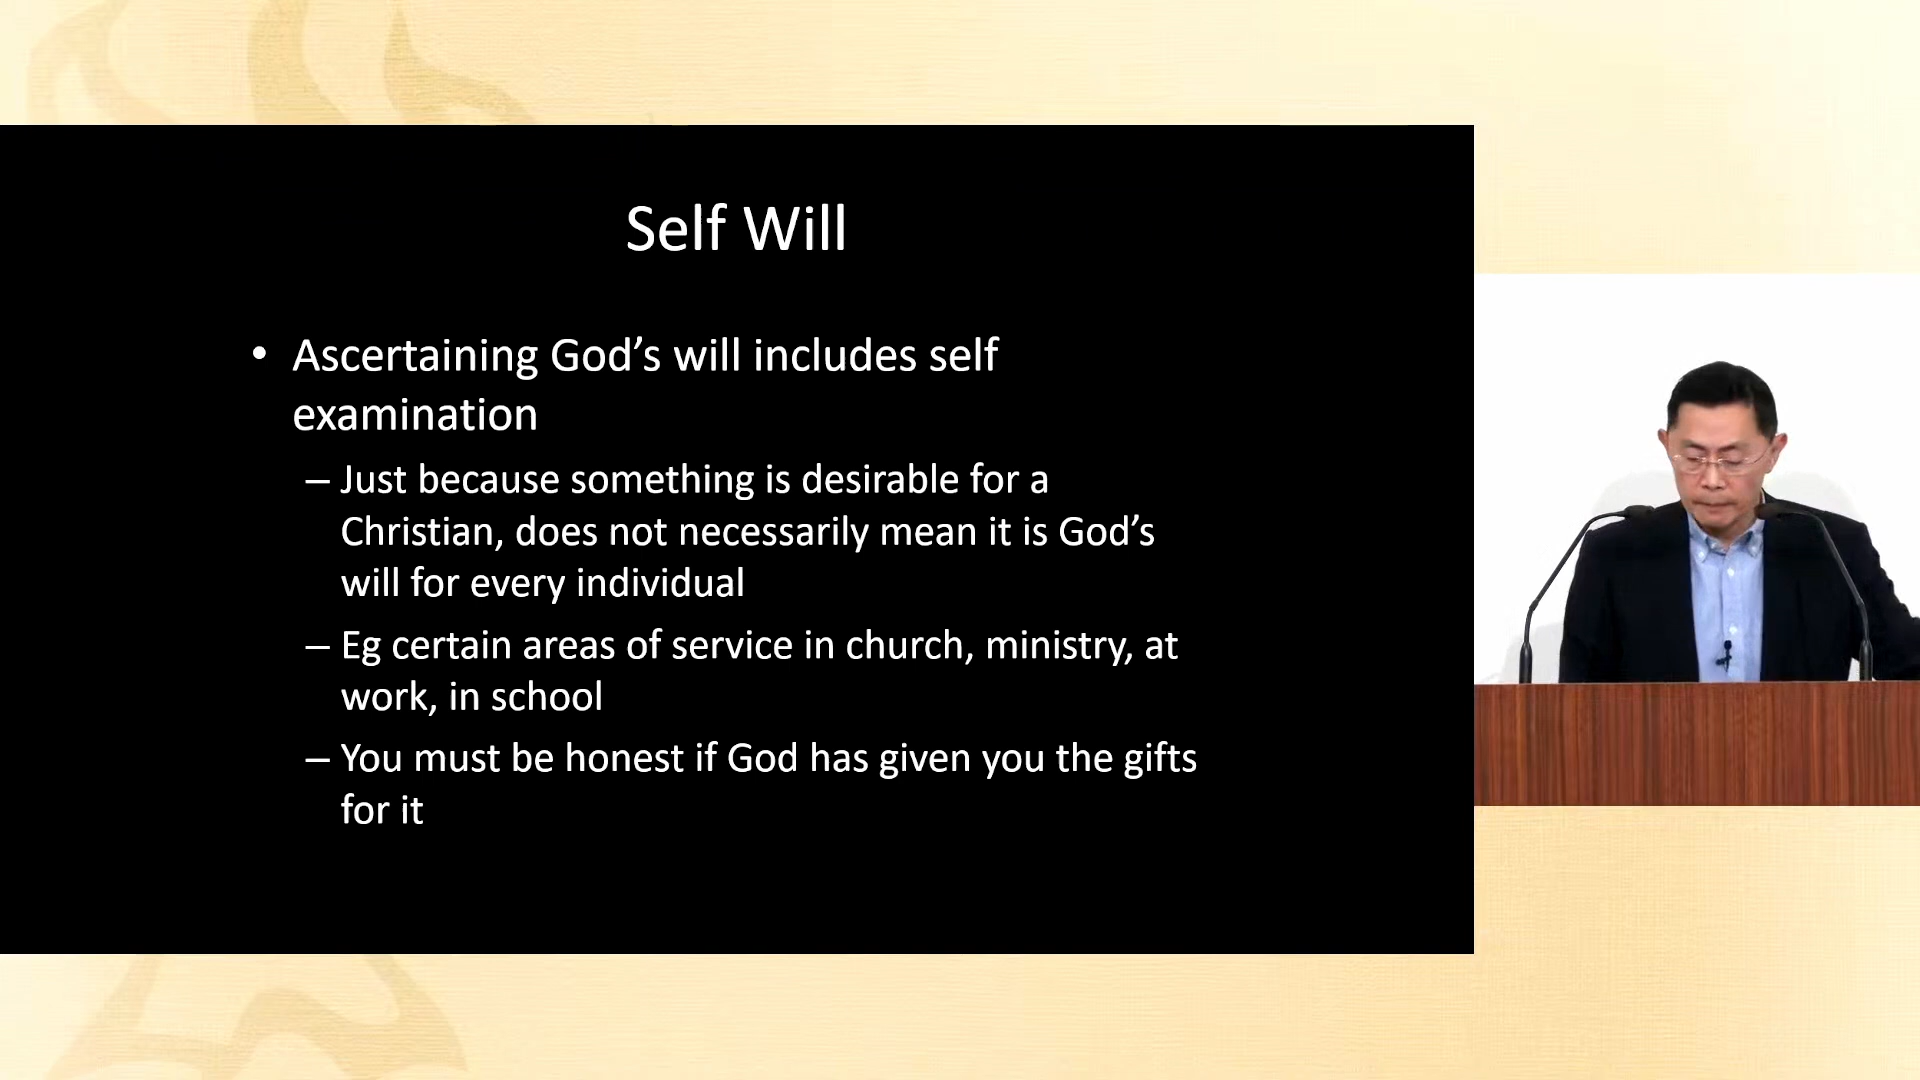 Self Will
• Ascertaining God’s will includes self
examination
– Just because something is desirable for a
Christian, does not necessarily mean it is God’s
will for every individual
– Eg certain areas of service in church, ministry, at
work, in school
– You must be honest if God has given you the gifts
for it